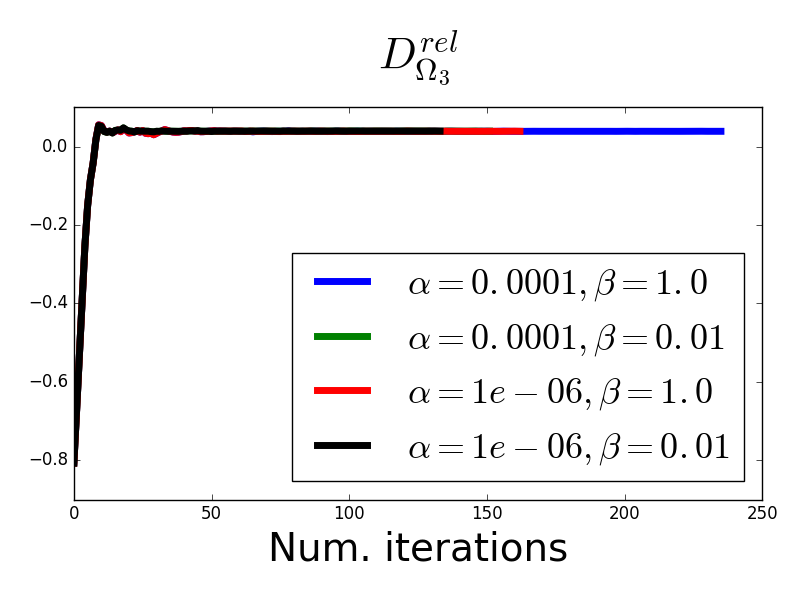 D^{rel}_{Ω_3}
0.0
−0.2
−0.4
−0.6
−0.8
α = 0.0001, β = 1.0
α = 0.0001, β = 0.01
α = 1e − 06, β = 1.0
α = 1e − 06, β = 0.01
0 50 100 150 200 250
Num. iterations